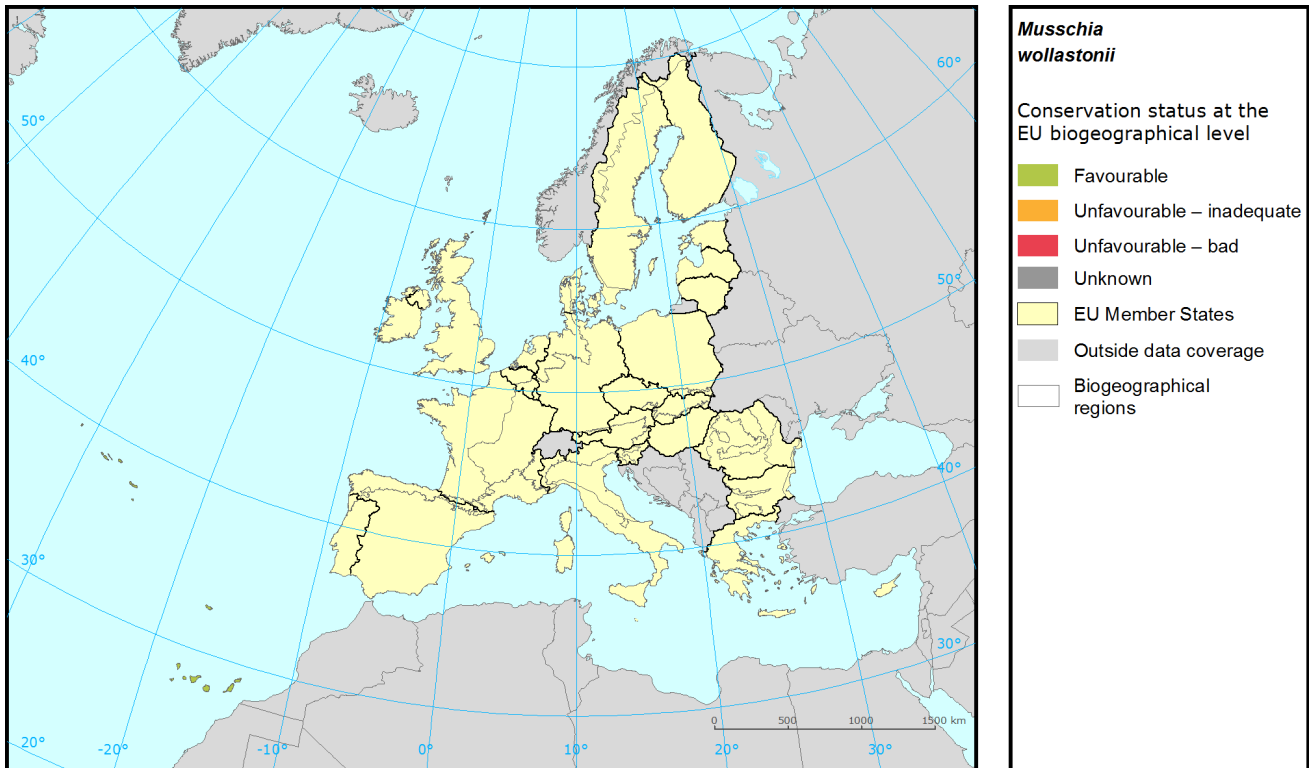 Musschia
wollastonii
Conservation status at the
EU biogeographical level
Favourable
Unfavourable – inadequate
Unfavourable – bad
Unknown
EU Member States
Outside data coverage
Biogeographical
regions
60°
50°
50°
40°
40°
30°
30°
0 500 1000 1500 km
20° -20° -10° 0° 10° 20° 30°